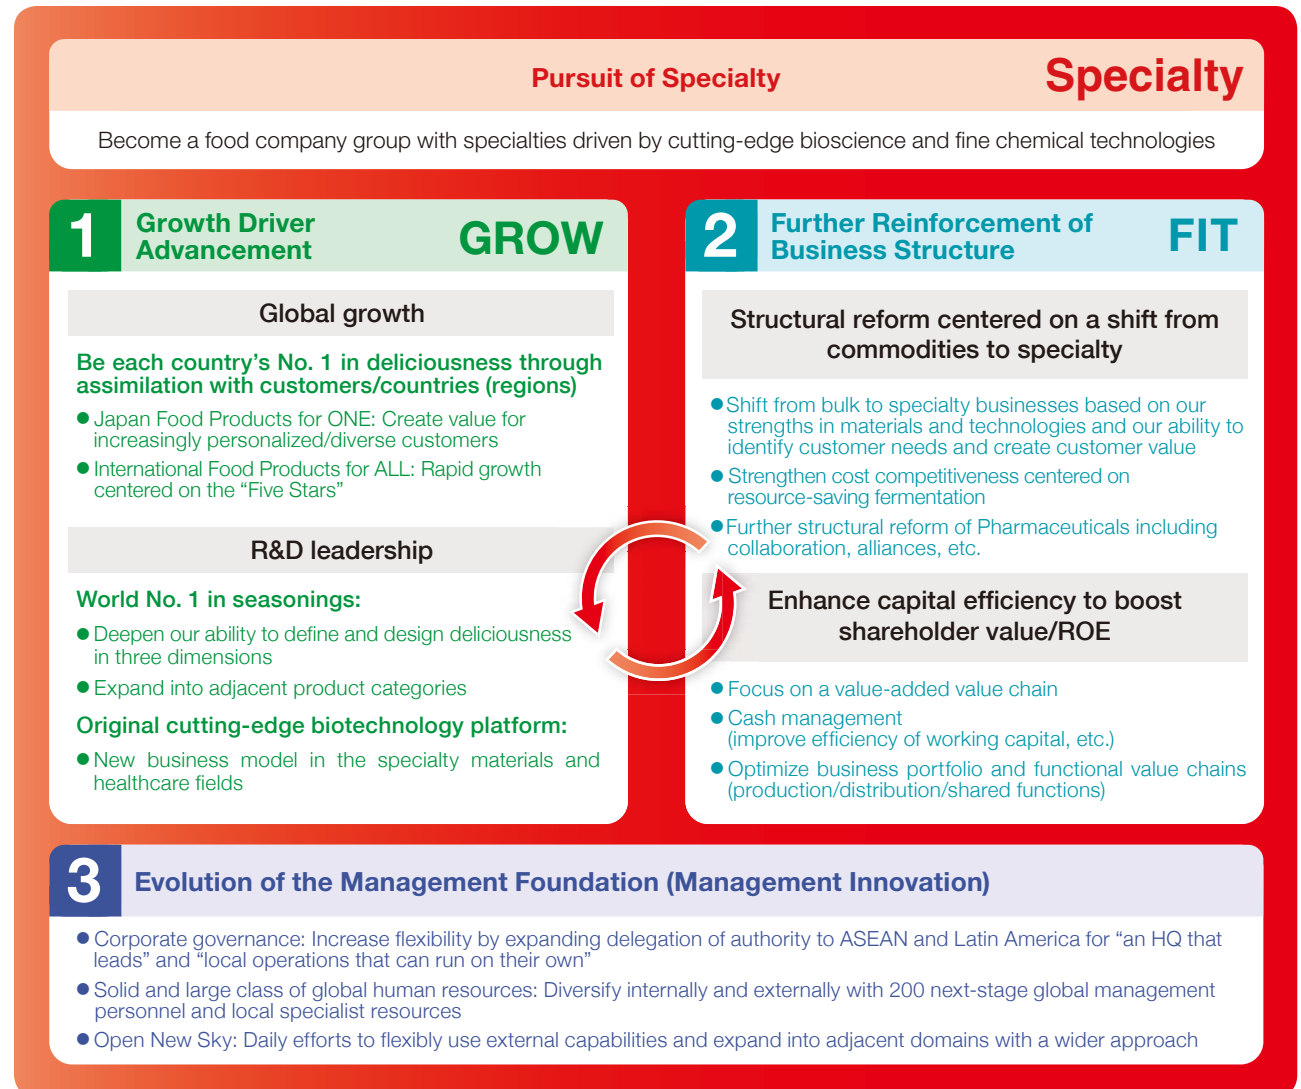 Pursuit of Specialty
Specialty
Become a food company group with specialties driven by cutting-edge bioscience and fine chemical technologies
1
Growth Driver
Advancement
GROW
Global growth
Be each country’s No. 1 in deliciousness through
assimilation with customers/countries (regions)
● Japan Food Products for ONE: Create value for
increasingly personalized/diverse customers
● International Food Products for ALL: Rapid growth
centered on the “Five Stars”
R&D leadership
World No. 1 in seasonings:
● Deepen our ability to define and design deliciousness
in three dimensions
● Expand into adjacent product categories
Original cutting-edge biotechnology platform:
● New business model in the specialty materials and
healthcare fields
2
Further Reinforcement of
Business Structure
FIT
Structural reform centered on a shift from
commodities to specialty
● Shift from bulk to specialty businesses based on our
strengths in materials and technologies and our ability to
identify customer needs and create customer value
● Strengthen cost competitiveness centered on
resource-saving fermentation
● Further structural reform of Pharmaceuticals including
collaboration, alliances, etc.
Enhance capital efficiency to boost
shareholder value/ROE
● Focus on a value-added value chain
● Cash management
(improve efficiency of working capital, etc.)
● Optimize business portfolio and functional value chains
(production/distribution/shared functions)
3
Evolution of the Management Foundation (Management Innovation)
● Corporate governance: Increase flexibility by expanding delegation of authority to ASEAN and Latin America for “an HQ that
leads” and “local operations that can run on their own”
● Solid and large class of global human resources: Diversify internally and externally with 200 next-stage global management
personnel and local specialist resources
● Open New Sky: Daily efforts to flexibly use external capabilities and expand into adjacent domains with a wider approach